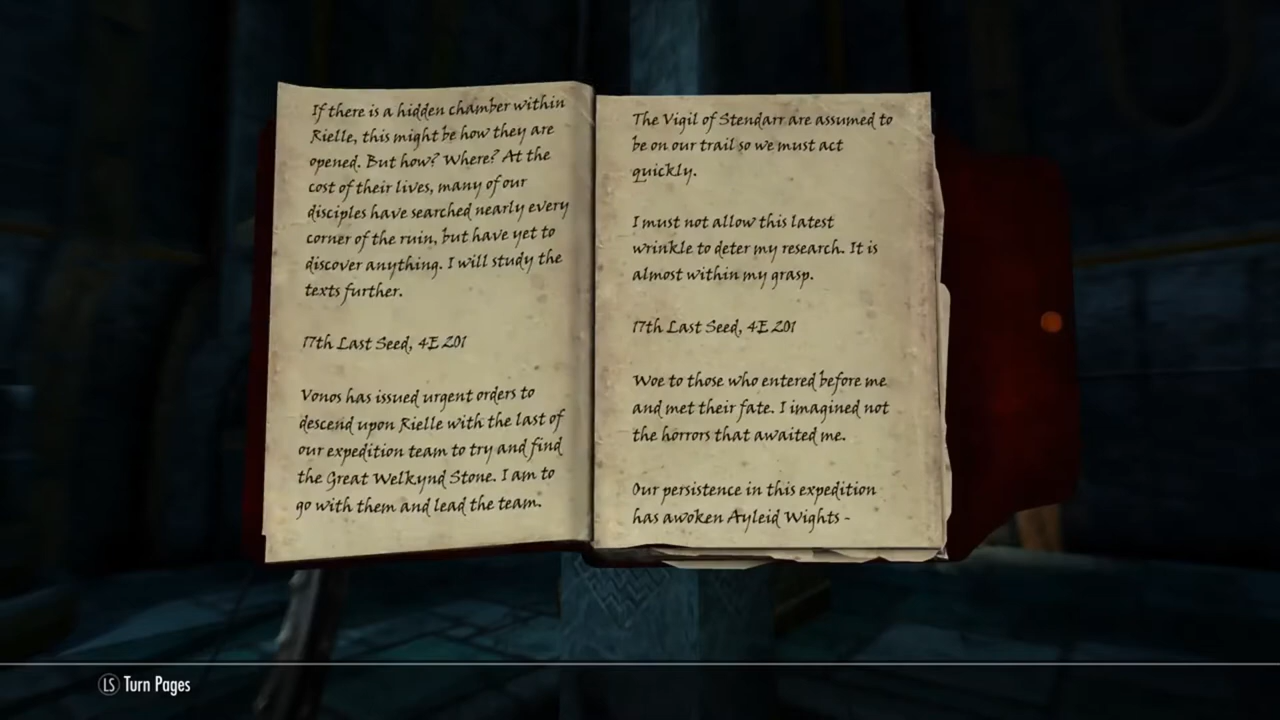 If there is a hidden chamber within
Rielle, this might be how they are
opened. But how? Where? At the
cost of their lives, many of our
disciples have searched nearly every
corner of the ruin, but have yet to
discover anything. I will study the
texts further.
17th Last Seed, 4E 201
Vonos has issued urgent orders to
descend upon Rielle with the last of
our expedition team to try and find
the Great Welkynd Stone. I am to
go with them and lead the team.
The Vigil of Stendarr are assumed to
be on our trail so we must act
quickly.
I must not allow this latest
wrinkle to deter my research. It is
almost within my grasp.
17th Last Seed, 4E 201
Woe to those who entered before me
and met their fate. I imagined not
the horrors that awaited me.
Our persistence in this expedition
has awoken Ayleid Wights -
LS Turn Pages